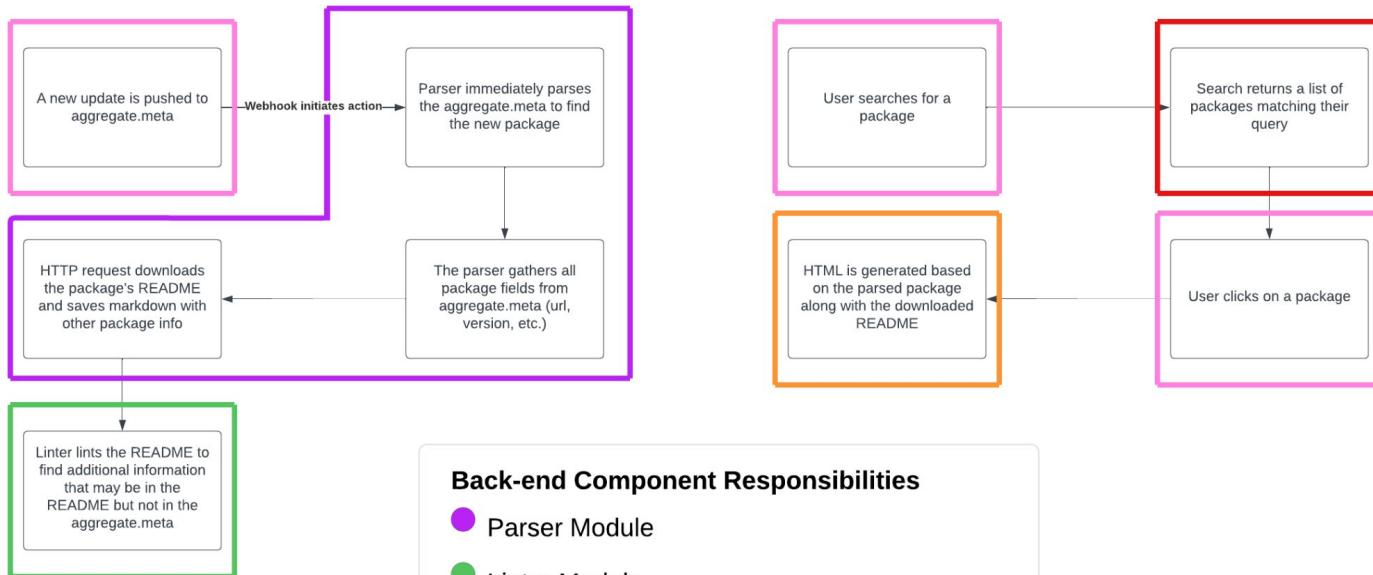 A new update is pushed to
aggregate.meta
Webhook initiates action
Parser immediately parses
the aggregate.meta to find
the new package
HTTP request downloads
the package's README
and saves markdown with
other package info
The parser gathers all
package fields from
aggregate.meta (url,
version, etc.)
Linter lints the README to
find additional information
that may be in the
README but not in the
aggregate.meta
User searches for a
package
Search returns a list of
packages matching their
query
HTML is generated based
on the parsed package
along with the downloaded
README
User clicks on a package
Back-end Component Responsibilities
Parser Module
Linter Module